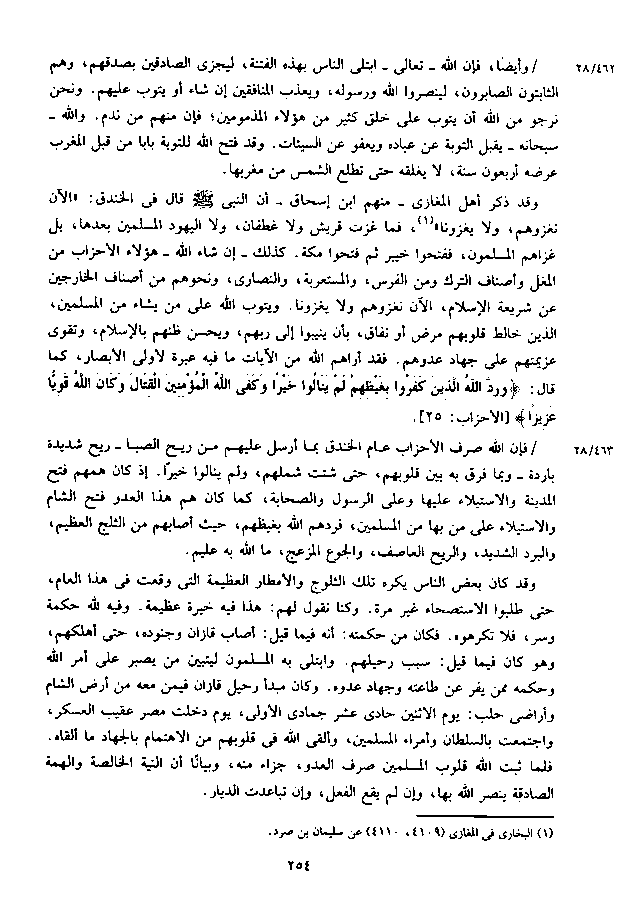 ٢٨/٤٦٢ / وأيضا، فإن الله ـ تعالى ـ ابتلى الناس بهذه الفتنة، ليجزى الصادقين بصدقهم، وهم
الثابتون الصابرون، لينصروا الله ورسوله، ويعذب المنافقين إن شاء أو يتوب عليهم. ونحن
نرجو من الله أن يتوب على خلق كثير من هؤلاء المذمومين؛ فإن منهم من ندم. والله ـ
سبحانه ـ يقبل التوبة عن عباده ويعفو عن السيئات. وقد فتح الله للتوبة بابا من قبل المغرب
عرضه أربعون سنة، لا يغلقه حتى تطلع الشمس من مغربها.
وقد ذكر أهل المغازى ـ منهم ابن إسحاق ـ أن النبى ﷺ قال فى الخندق: «الآن
نغزوهم، ولا يغزونا»(١)، فما غزت قريش ولا غطفان، ولا اليهود المسلمين بعدها، بل
غزاهم المسلمون، ففتحوا خيبر ثم فتحوا مكة. كذلك ـ إن شاء الله ـ هؤلاء الأحزاب من
المغل وأصناف الترك ومن الفرس، والمستعربة، والنصارى، ونحوهم من أصناف الخارجين
عن شريعة الإسلام، الآن نغزوهم ولا يغزونا. ويتوب الله على من يشاء من المسلمين،
الذين خالط قلوبهم مرض أو نفاق، بأن ينيبوا إلى ربهم، ويحسن ظنهم بالإسلام، وتقوى
عزيمتهم على جهاد عدوهم. فقد أراهم الله من الآيات ما فيه عبرة لأولى الأبصار، كما
قال: ﴿وَرَدَّ اللَّهُ الَّذِينَ كَفَرُوا بِغَيْظِهِمْ لَمْ يَنَالُوا خَيْرًا وَكَفَى اللَّهُ الْمُؤْمِنِينَ الْقِتَالَ وَكَانَ اللَّهُ قَوِيًّا
عَزِيزًا﴾ [الأحزاب: ٢٥].
٢٨/٤٦٣ / فإن الله صرف الأحزاب عام الخندق بما أرسل عليهم من ريح الصبا ـ ريح شديدة
باردة ـ وبما فرق به بين قلوبهم، حتى شتت شملهم، ولم ينالوا خيرًا. إذ كان همهم فتح
المدينة والاستيلاء عليها وعلى الرسول والصحابة، كما كان هم هذا العدو فتح الشام
والاستيلاء على من بها من المسلمين، فردهم الله بغيظهم، حيث أصابهم من الثلج العظيم،
والبرد الشديد، والريح العاصف، والجوع المزعج، ما الله به عليم.
وقد كان بعض الناس يكره تلك الثلوج والأمطار العظيمة التى وقعت فى هذا العام،
حتى طلبوا الاستصحاء غير مرة. وكنا نقول لهم: هذا فيه خيرة عظيمة. وفيه لله حكمة
وسر، فلا تكرهوه. فكان من حكمته: أنه فيما قيل: أصاب قازان وجنوده، حتى أهلكهم،
وهو كان فيما قيل: سبب رحيلهم. وابتلى به المسلمون ليتبين من يصبر على أمر الله
وحكمه ممن يفر عن طاعته وجهاد عدوه. وكان مبدأ رحيل قازان فيمن معه من أرض الشام
وأراضى حلب: يوم الاثنين حادى عشر جمادى الأولى، يوم دخلت مصر عقيب العسكر،
واجتمعت بالسلطان وأمراء المسلمين، وألقى الله فى قلوبهم من الاهتمام بالجهاد ما ألقاه.
فلما ثبت الله قلوب المسلمين صرف العدو، جزاء منه، وبيانًا أن النية الخالصة والهمة
الصادقة ينصر الله بها، وإن لم يقع الفعل، وإن تباعدت الديار.
(١) البخارى فى المغازى (٤١٠٩، ٤١١٠) عن سليمان بن صرد.
٢٥٤